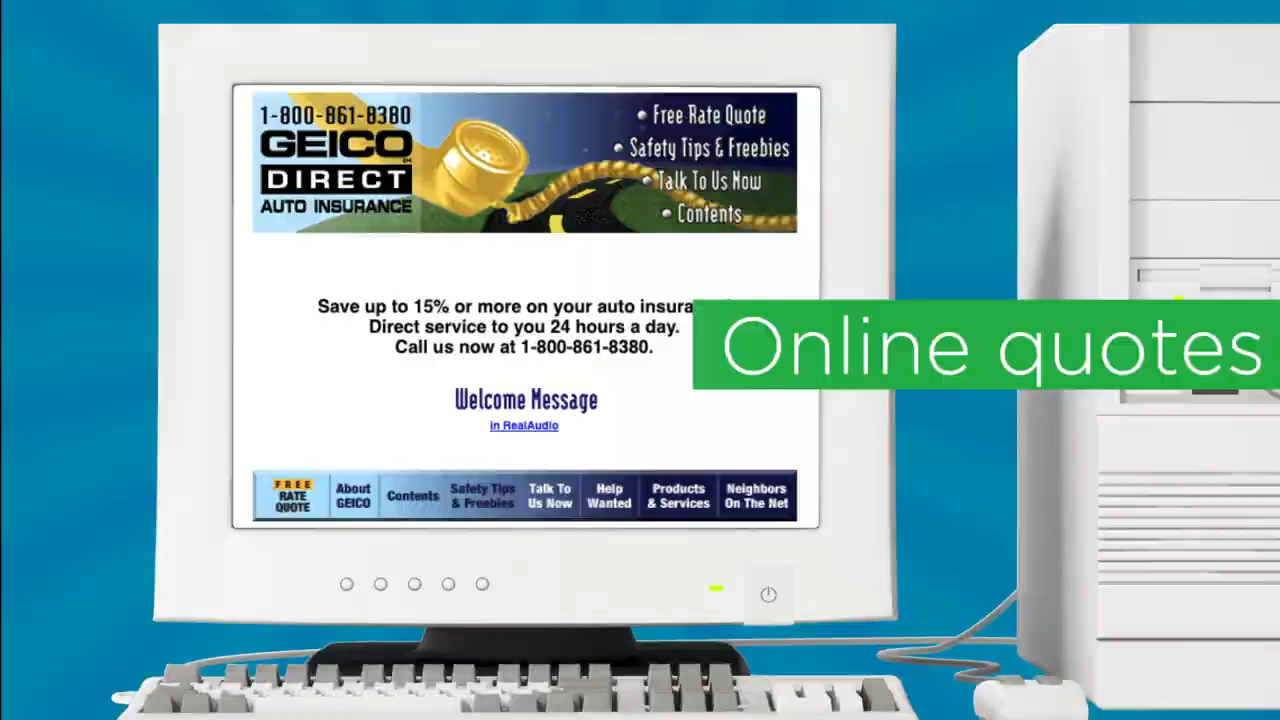 1-800-861-8380
GEICO
DIRECT
AUTO INSURANCE
Free Rate Quote
Safety Tips & Freebies
Talk To Us Now
Contents
Save up to 15% or more on your auto
Direct service to you 24 hours a day.
Call us now at 1-800-861-8380.
Online quotes
Welcome Message
in RealAudio
FREE
RATE
QUOTE
About
GEICO
Contents
Safety Tips
& Freebies
Talk To
Us Now
Help
Wanted
Products
& Services
Neighbors
On The Net